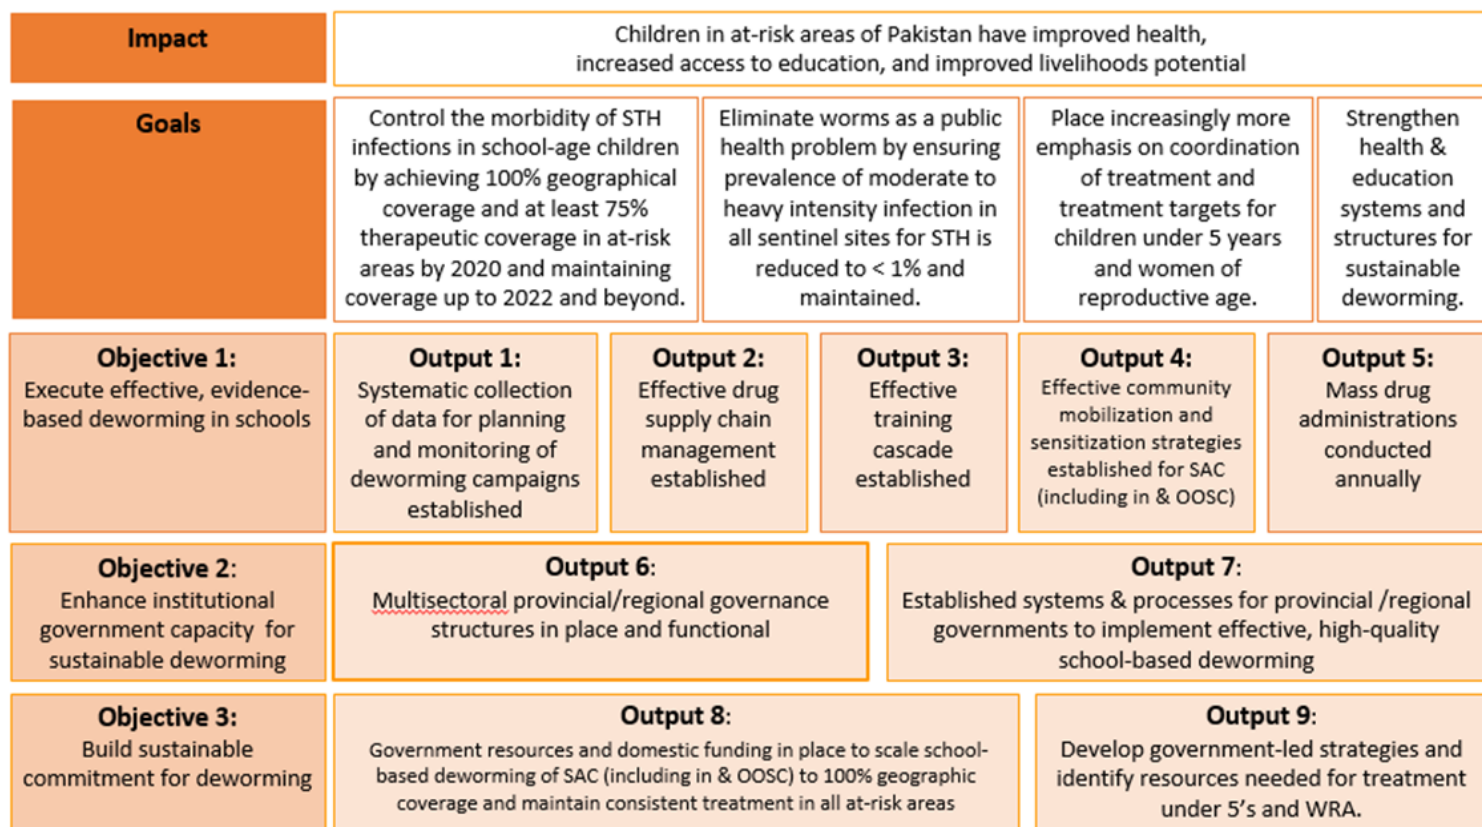 Impact
Children in at-risk areas of Pakistan have improved health,
increased access to education, and improved livelihoods potential
Goals
Control the morbidity of STH
infections in school-age children
by achieving 100% geographical
coverage and at least 75%
therapeutic coverage in at-risk
areas by 2020 and maintaining
coverage up to 2022 and beyond.
Eliminate worms as a public
health problem by ensuring
prevalence of moderate to
heavy intensity infection in
all sentinel sites for STH is
reduced to < 1% and
maintained.
Place increasingly more
emphasis on coordination
of treatment and
treatment targets for
children under 5 years
and women of
reproductive age.
Strengthen
health &
education
systems and
structures for
sustainable
deworming.
Objective 1:
Execute effective, evidence-
based deworming in schools
Output 1:
Systematic collection
of data for planning
and monitoring of
deworming campaigns
established
Output 2:
Effective drug
supply chain
management
established
Output 3:
Effective
training
cascade
established
Output 4:
Effective community
mobilization and
sensitization strategies
established for SAC
(including in & OOSC)
Output 5:
Mass drug
administrations
conducted
annually
Objective 2:
Enhance institutional
government capacity for
sustainable deworming
Output 6:
Multisectoral provincial/regional governance
structures in place and functional
Output 7:
Established systems & processes for provincial /regional
governments to implement effective, high-quality
school-based deworming
Objective 3:
Build sustainable
commitment for deworming
Output 8:
Government resources and domestic funding in place to scale school-
based deworming of SAC (including in & OOSC) to 100% geographic
coverage and maintain consistent treatment in all at-risk areas
Output 9:
Develop government-led strategies and
identify resources needed for treatment
under 5's and WRA.